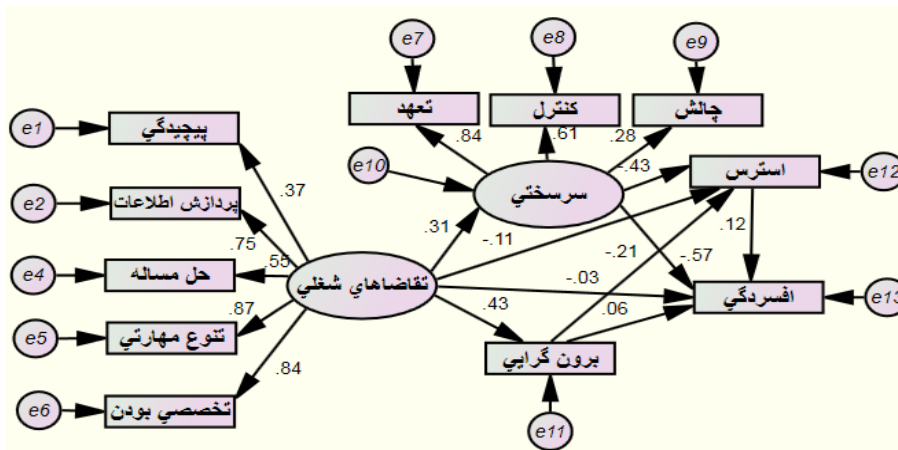 e7
e8
e9
تعهد
کنترل
چالش
e1
پیچیدگي
.84
.61
.28
e10
-.43
استرس
e12
e2
پردازش اطلاعات
.37
سرسختي
.31
-.11
.12
.75
-.21
-.57
e4
حل مساله
.55
تقاضاهاي شغلي
-.03
افسردگي
e13
.87
.43
.06
e5
تنوع مهارتي
برون گرايي
.84
e6
تخصصي بودن
e11